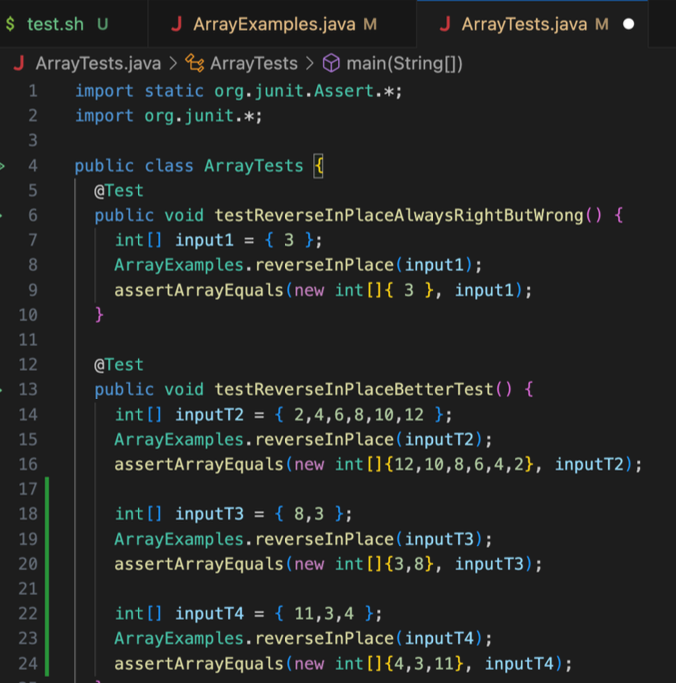 $ test.sh U J ArrayExamples.java M J ArrayTests.java M
J ArrayTests.java > ArrayTests > main(String[])
1 import static org.junit.Assert.*;
2 import org.junit.*;
3
4 public class ArrayTests {
5 @Test
6 public void testReverseInPlaceAlwaysRightButWrong() {
7 int[] input1 = { 3 };
8 ArrayExamples.reverseInPlace(input1);
9 assertArrayEquals(new int[]{ 3 }, input1);
10 }
11
12 @Test
13 public void testReverseInPlaceBetterTest() {
14 int[] inputT2 = { 2,4,6,8,10,12 };
15 ArrayExamples.reverseInPlace(inputT2);
16 assertArrayEquals(new int[]{12,10,8,6,4,2}, inputT2);
17
18 int[] inputT3 = { 8,3 };
19 ArrayExamples.reverseInPlace(inputT3);
20 assertArrayEquals(new int[]{3,8}, inputT3);
21
22 int[] inputT4 = { 11,3,4 };
23 ArrayExamples.reverseInPlace(inputT4);
24 assertArrayEquals(new int[]{4,3,11}, inputT4);